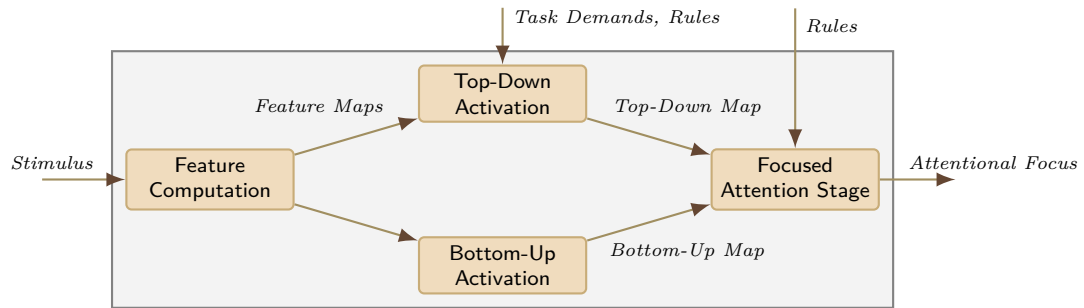 Task Demands, Rules
Rules
Top-Down
Activation
Feature Maps
Top-Down Map
Stimulus
Feature
Computation
Focused
Attention Stage
Attentional Focus
Bottom-Up
Activation
Bottom-Up Map